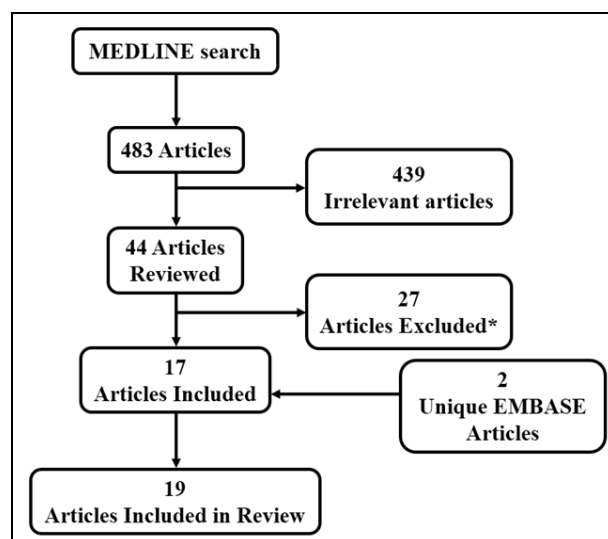 MEDLINE search
483 Articles
439
Irrelevant articles
44 Articles
Reviewed
27
Articles Excluded*
17
Articles Included
2
Unique EMBASE
Articles
19
Articles Included in Review